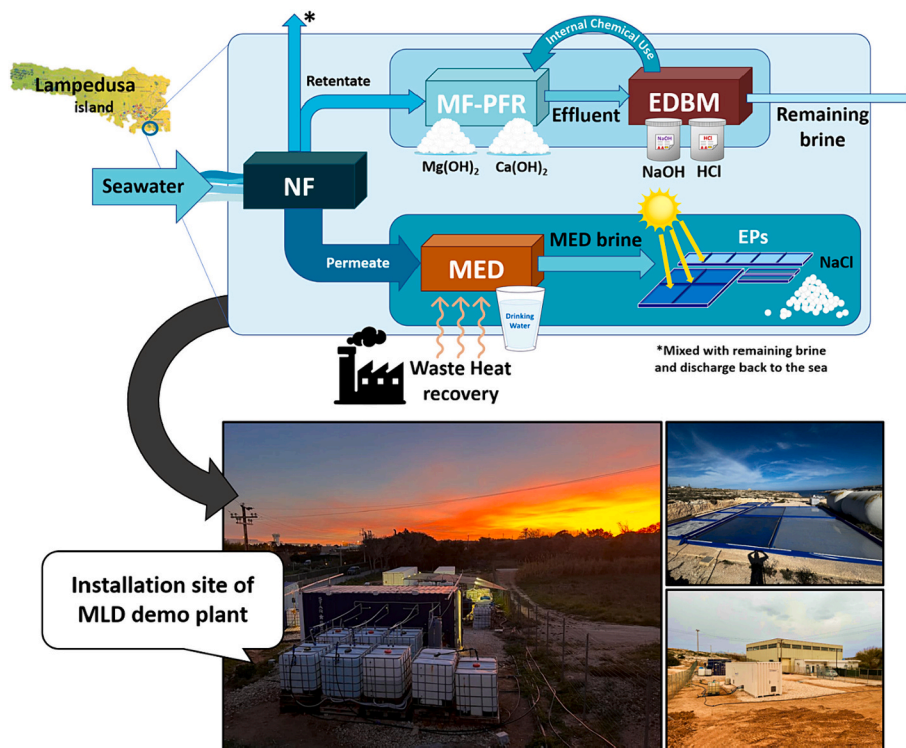 *
Lampedusa
island
Seawater
NF
Retentate
Internal Chemical Use
MF-PFR
Effluent
EDBM
Remaining
brine
Mg(OH)₂
Ca(OH)₂
NaOH
HCl
NaOH
HCl
Permeate
MED
MED brine
EPs
NaCl
Drinking
Water
Waste Heat
recovery
*Mixed with remaining brine
and discharge back to the sea
Installation site of
MLD demo plant